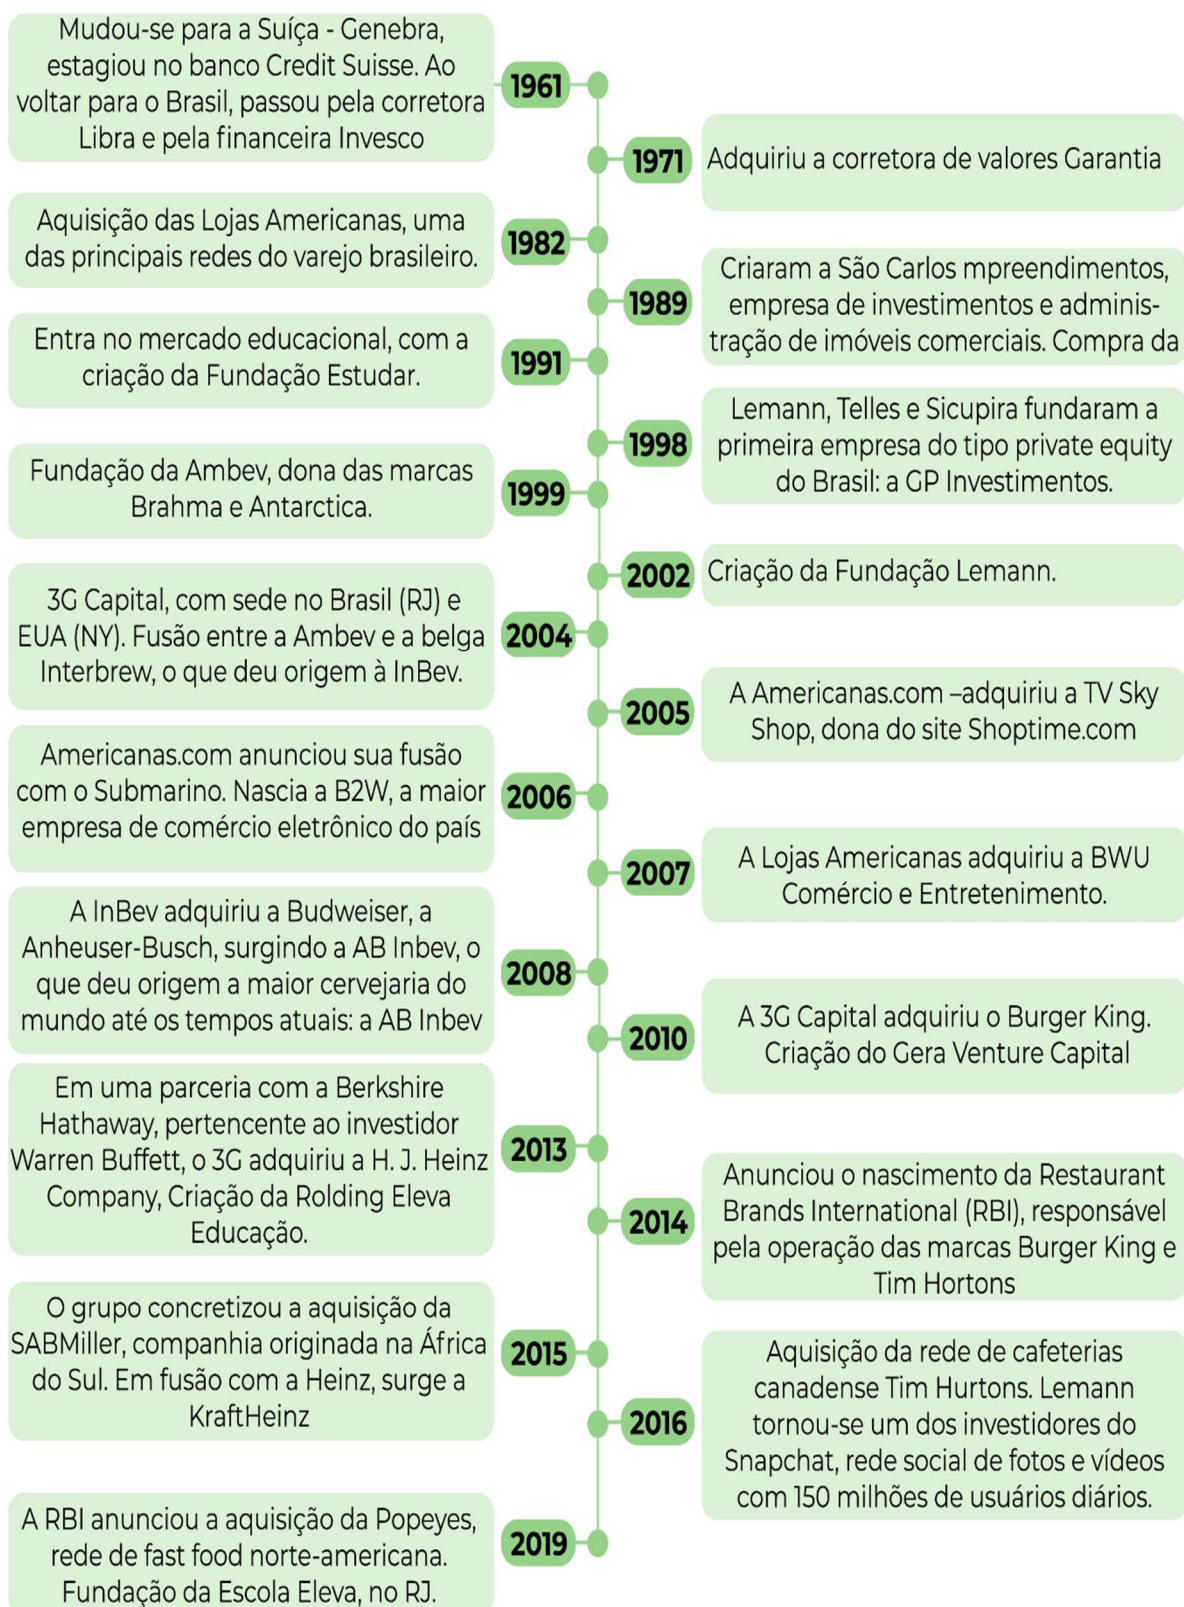 Mudou-se para a Suíça - Genebra,
estagiou no banco Credit Suisse. Ao
voltar para o Brasil, passou pela corretora
Libra e pela financeira Invesco
1961
1971
Adquiriu a corretora de valores Garantia
Aquisição das Lojas Americanas, uma
das principais redes do varejo brasileiro.
1982
1989
Criaram a São Carlos mpreendimentos,
empresa de investimentos e adminis-
tração de imóveis comerciais. Compra da
Entra no mercado educacional, com a
criação da Fundação Estudar.
1991
1998
Lemann, Telles e Sicupira fundaram a
primeira empresa do tipo private equity
do Brasil: a GP Investimentos.
Fundação da Ambev, dona das marcas
Brahma e Antarctica.
1999
2002
Criação da Fundação Lemann.
3G Capital, com sede no Brasil (RJ) e
EUA (NY). Fusão entre a Ambev e a belga
Interbrew, o que deu origem à InBev.
2004
2005
A Americanas.com –adquiriu a TV Sky
Shop, dona do site Shoptime.com
Americanas.com anunciou sua fusão
com o Submarino. Nascia a B2W, a maior
empresa de comércio eletrônico do país
2006
2007
A Lojas Americanas adquiriu a BWU
Comércio e Entretenimento.
A InBev adquiriu a Budweiser, a
Anheuser-Busch, surgindo a AB Inbev, o
que deu origem a maior cervejaria do
mundo até os tempos atuais: a AB Inbev
2008
2010
A 3G Capital adquiriu o Burger King.
Criação do Gera Venture Capital
Em uma parceria com a Berkshire
Hathaway, pertencente ao investidor
Warren Buffett, o 3G adquiriu a H. J. Heinz
Company, Criação da Rolding Eleva
Educação.
2013
2014
Anunciou o nascimento da Restaurant
Brands International (RBI), responsável
pela operação das marcas Burger King e
Tim Hortons
O grupo concretizou a aquisição da
SABMiller, companhia originada na África
do Sul. Em fusão com a Heinz, surge a
KraftHeinz
2015
2016
Aquisição da rede de cafeterias
canadense Tim Hurtons. Lemann
tornou-se um dos investidores do
Snapchat, rede social de fotos e vídeos
com 150 milhões de usuários diários.
A RBI anunciou a aquisição da Popeyes,
rede de fast food norte-americana.
Fundação da Escola Eleva, no RJ.
2019